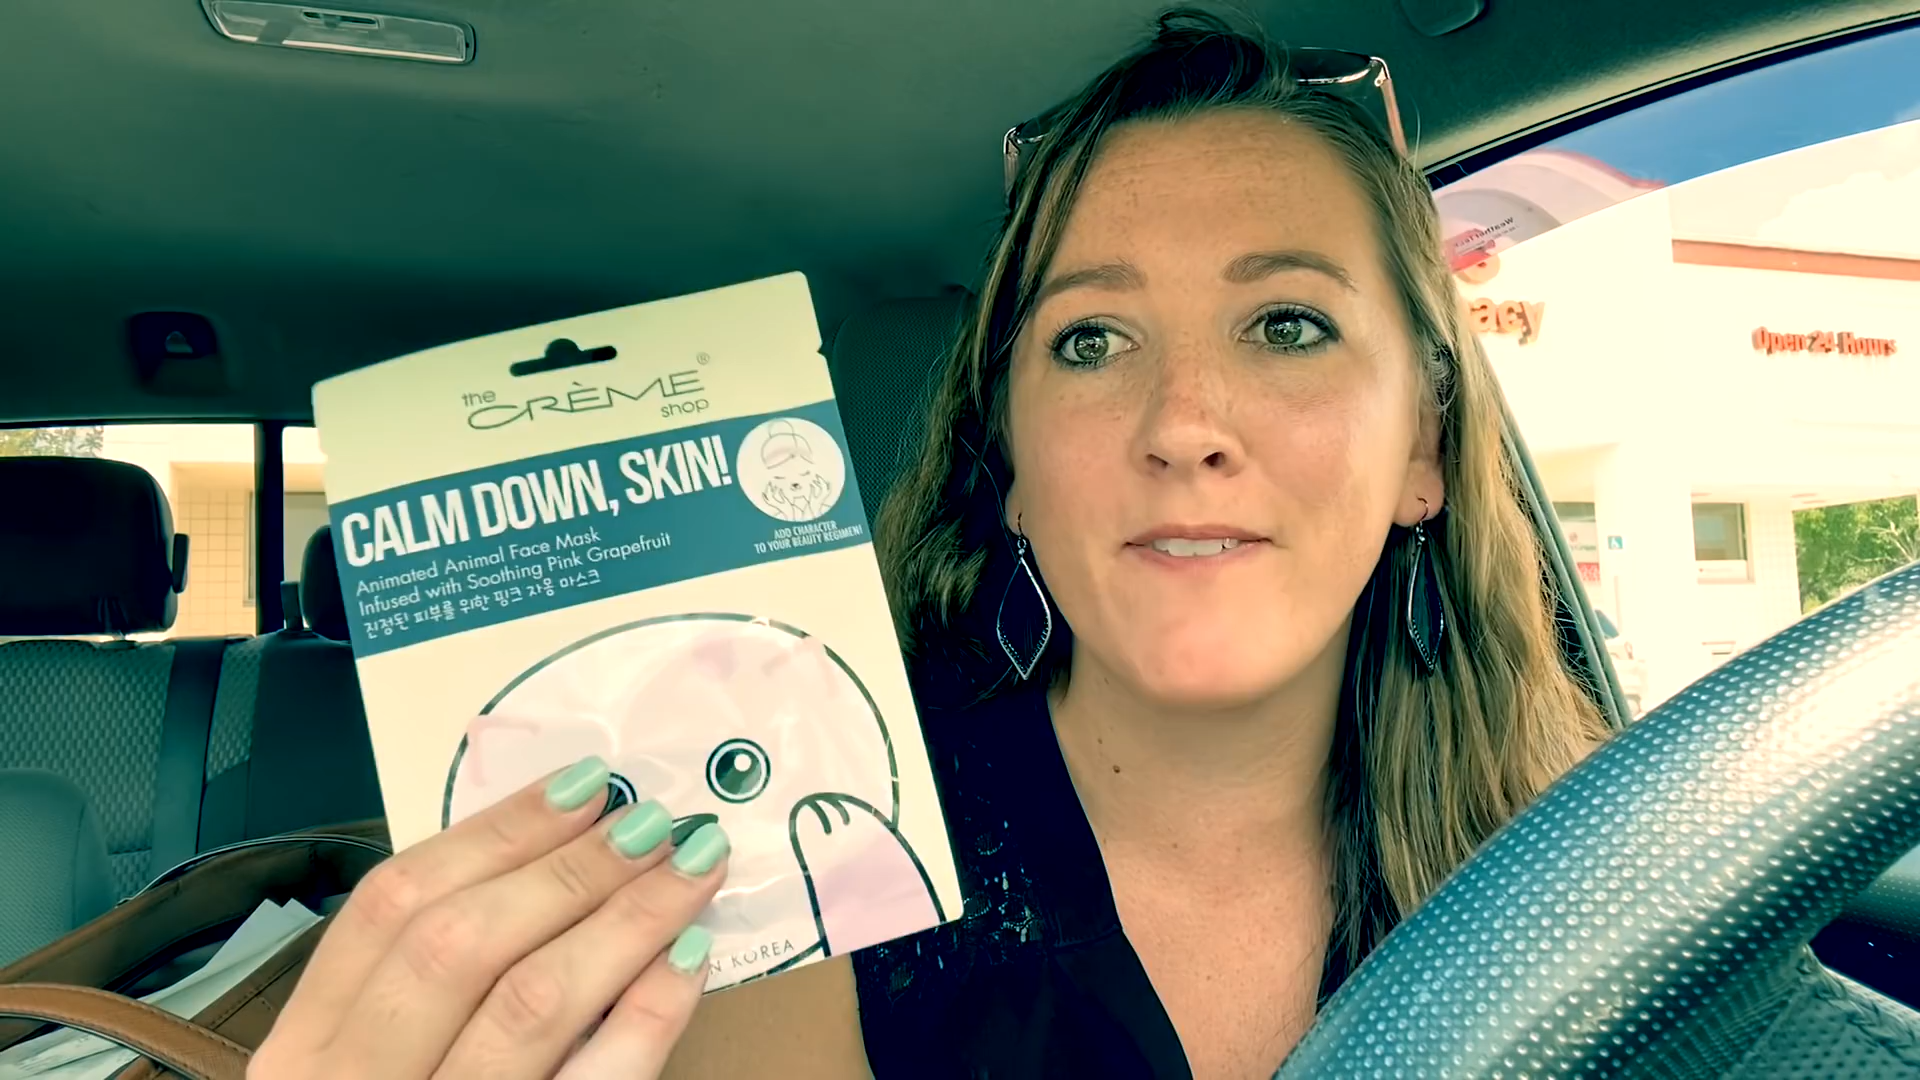 the
CRÈME®
shop
CALM DOWN, SKIN!
Animated Animal Face Mask
Infused with Soothing Pink Grapefruit
진정된 피부를 위한 핑크 자몽 마스크
ADD CHARACTER
TO YOUR BEAUTY REGIMEN!
KOREA
acy
Open 24 Hours